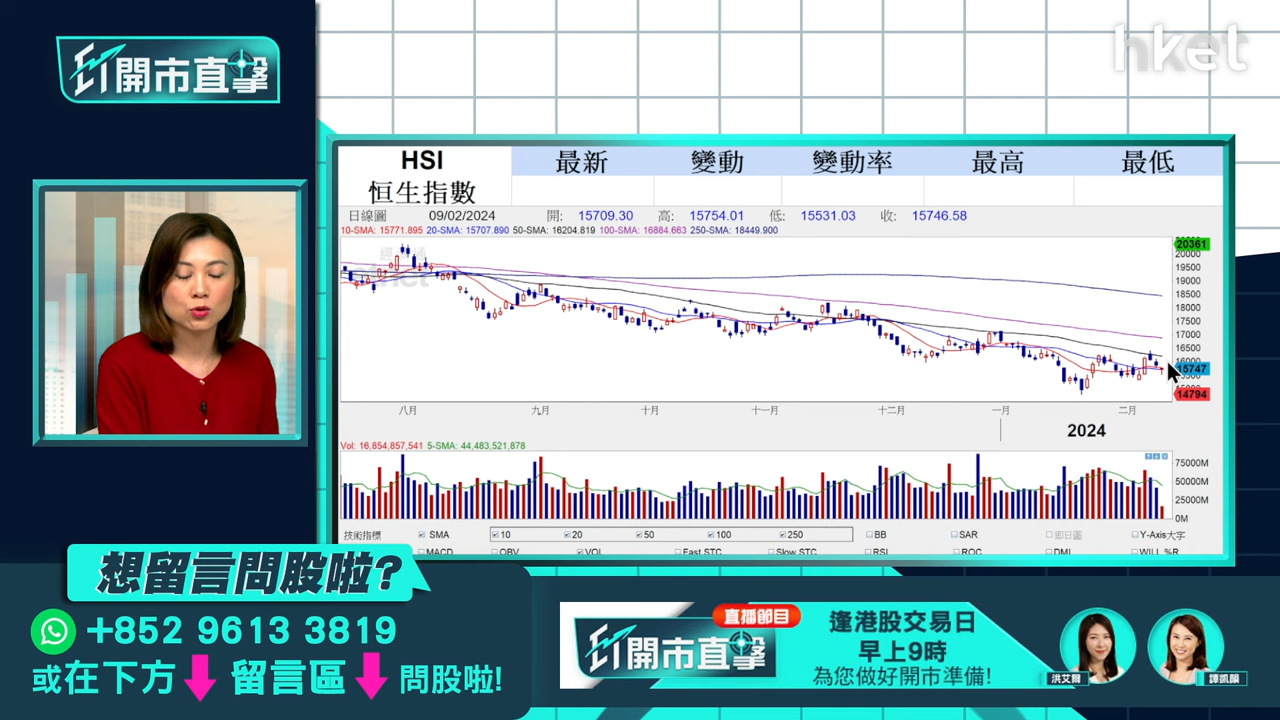 開市直擊
hket
HSI
恒生指數
最新 變動 變動率 最高 最低
日線圖 09/02/2024 開: 15709.30 高: 15754.01 低: 15531.03 收: 15746.58
10-SMA: 15771.895 20-SMA: 15707.890 50-SMA: 16204.819 100-SMA: 16884.663 250-SMA: 18449.900
20361
20000
19500
19000
18500
18000
17500
17000
16500
16000
15747
14794
八月 九月 十月 十一月 十二月 一月 二月
2024
Vol: 16,854,857,541 5-SMA: 44,483,521,878
75000M
50000M
25000M
0M
技術指標 SMA 10 20 50 100 250 BB SAR 即日圖 Y-Axis大字
MACD OBV VOL Fast STC Slow STC RSI ROC DMI WILL %R
想留言問股啦?
+852 9613 3819
或在下方 留言區 問股啦!
直播節目
開市直擊
逢港股交易日
早上9時
為您做好開市準備!
洪艾爾
譚凱韻